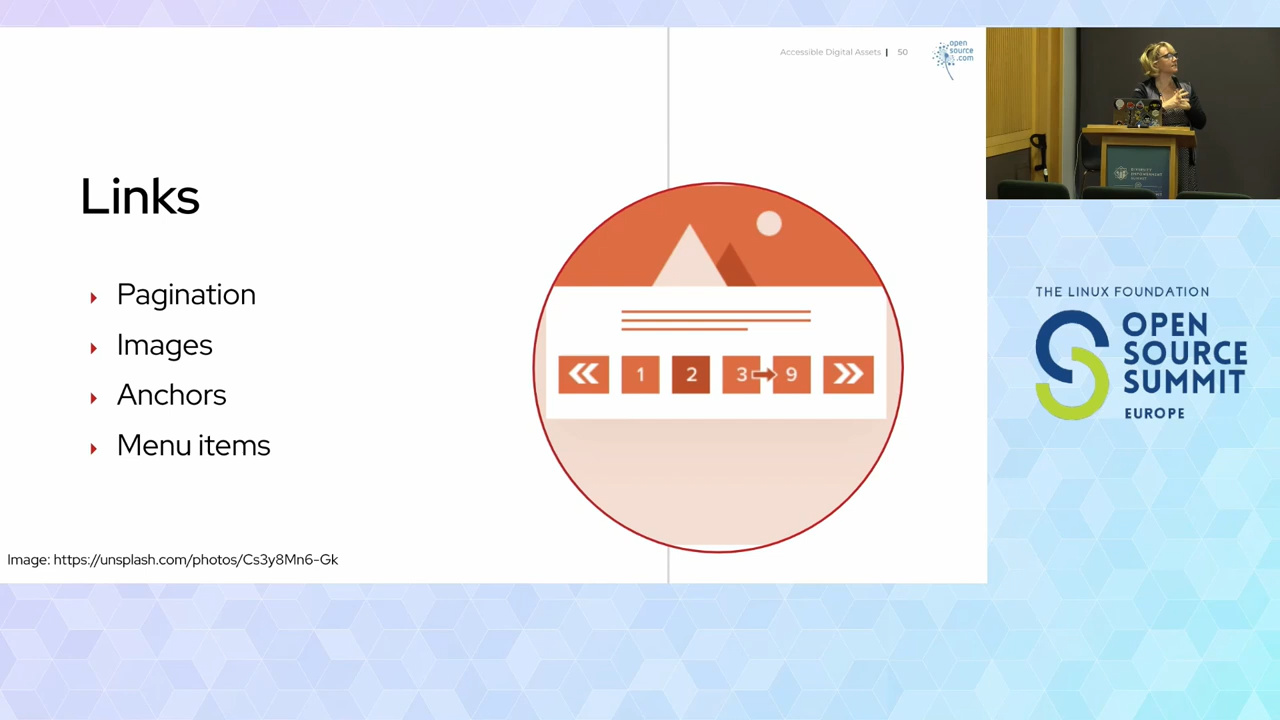 Accessible Digital Assets | 50
open
source
.com
Links
Pagination
Images
Anchors
Menu items
1 2 3 9
Image: https://unsplash.com/photos/Cs3y8Mn6-Gk
THE LINUX FOUNDATION
OPEN
SOURCE
SUMMIT
EUROPE